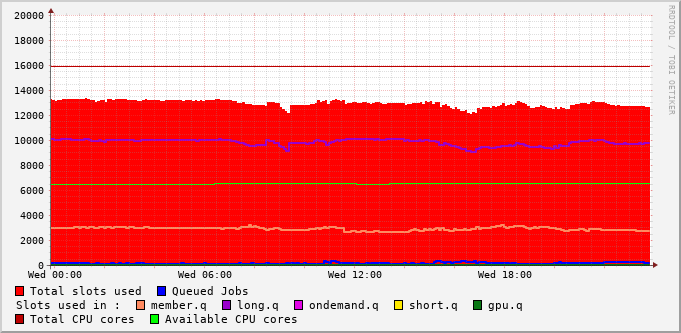 20000
18000
16000
14000
12000
10000
8000
6000
4000
2000
0
Wed 00:00 Wed 06:00 Wed 12:00 Wed 18:00
Total slots used Queued Jobs
Slots used in : member.q long.q ondemand.q short.q gpu.q
Total CPU cores Available CPU cores
RRDTOOL / TOBI OETIKER